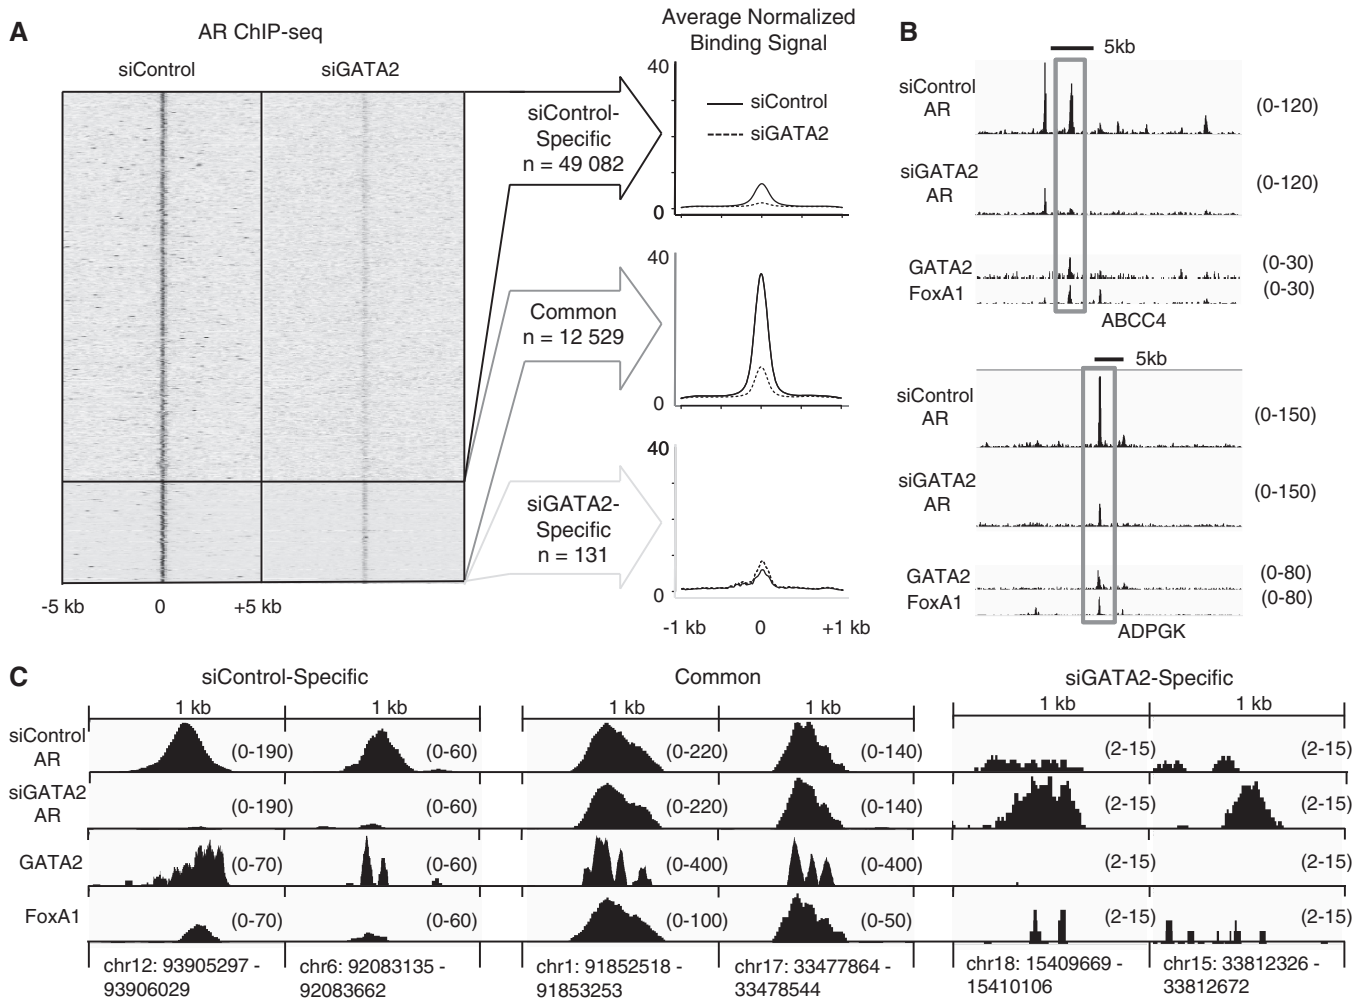 A
AR ChIP-seq
siControl
siGATA2
-5 kb
0
+5 kb
siControl-
Specific
n = 49 082
Common
n = 12 529
siGATA2-
Specific
n = 131
Average Normalized
Binding Signal
40
siControl
siGATA2
0
40
0
40
0
-1 kb
0
+1 kb
B
5kb
siControl
AR
(0-120)
siGATA2
AR
(0-120)
GATA2
(0-30)
FoxA1
(0-30)
ABCC4
5kb
siControl
AR
(0-150)
siGATA2
AR
(0-150)
GATA2
(0-80)
FoxA1
(0-80)
ADPGK
C
siControl-Specific
Common
siGATA2-Specific
1 kb
1 kb
1 kb
1 kb
1 kb
1 kb
siControl
AR
(0-190)
(0-60)
(0-220)
(0-140)
(2-15)
(2-15)
siGATA2
AR
(0-190)
(0-60)
(0-220)
(0-140)
(2-15)
(2-15)
GATA2
(0-70)
(0-60)
(0-400)
(0-400)
(2-15)
(2-15)
FoxA1
(0-70)
(0-60)
(0-100)
(0-50)
(2-15)
(2-15)
chr12: 93905297 -
93906029
chr6: 92083135 -
92083662
chr1: 91852518 -
91853253
chr17: 33477864 -
33478544
chr18: 15409669 -
15410106
chr15: 33812326 -
33812672